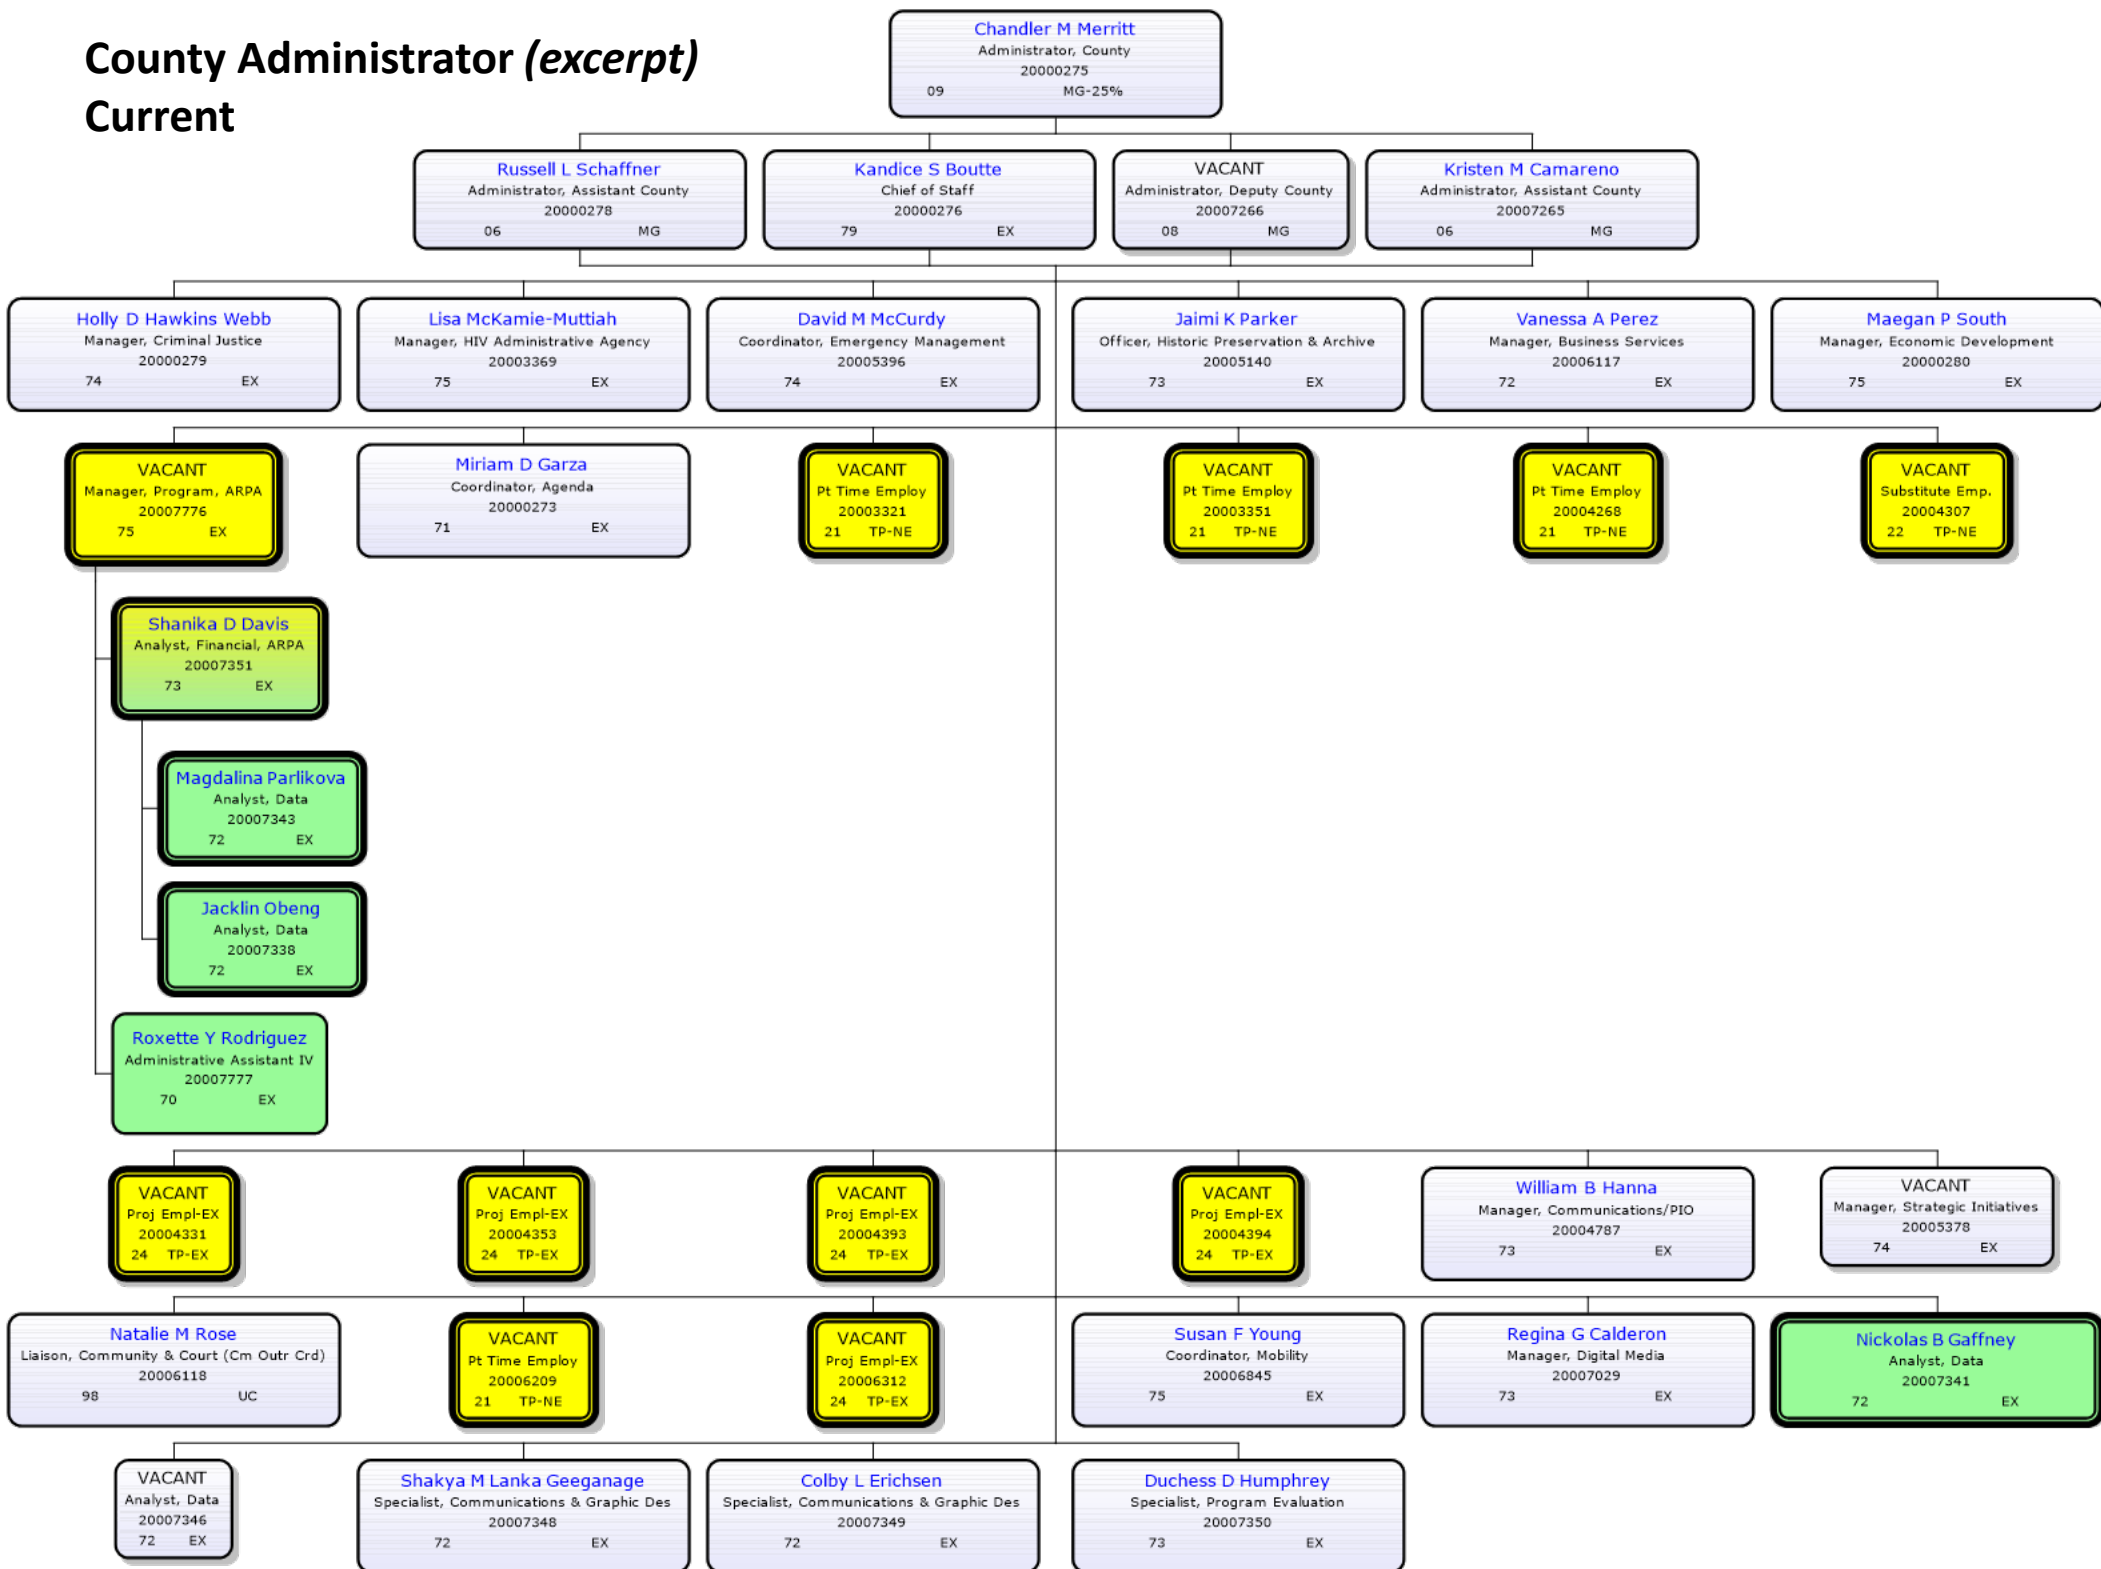 County Administrator (excerpt)
Current
Chandler M Merritt
Administrator, County
20000275
09 MG-25%
Russell L Schaffner
Administrator, Assistant County
20000278
06 MG
Kandice S Boutte
Chief of Staff
20000276
79 EX
VACANT
Administrator, Deputy County
20007266
08 MG
Kristen M Camareno
Administrator, Assistant County
20007265
06 MG
Holly D Hawkins Webb
Manager, Criminal Justice
20000279
74 EX
Lisa McKamie-Muttiah
Manager, HIV Administrative Agency
20003369
75 EX
David M McCurdy
Coordinator, Emergency Management
20005396
74 EX
Jaimi K Parker
Officer, Historic Preservation & Archive
20005140
73 EX
Vanessa A Perez
Manager, Business Services
20006117
72 EX
Maegan P South
Manager, Economic Development
20000280
75 EX
VACANT
Manager, Program, ARPA
20007776
75 EX
Miriam D Garza
Coordinator, Agenda
20000273
71 EX
VACANT
Pt Time Employ
20003321
21 TP-NE
VACANT
Pt Time Employ
20003351
21 TP-NE
VACANT
Pt Time Employ
20004268
21 TP-NE
VACANT
Substitute Emp.
20004307
22 TP-NE
Shanika D Davis
Analyst, Financial, ARPA
20007351
73 EX
Magdalina Parlikova
Analyst, Data
20007343
72 EX
Jacklin Obeng
Analyst, Data
20007338
72 EX
Roxette Y Rodriguez
Administrative Assistant IV
20007777
70 EX
VACANT
Proj Empl-EX
20004331
24 TP-EX
VACANT
Proj Empl-EX
20004353
24 TP-EX
VACANT
Proj Empl-EX
20004393
24 TP-EX
VACANT
Proj Empl-EX
20004394
24 TP-EX
William B Hanna
Manager, Communications/PIO
20004787
73 EX
VACANT
Manager, Strategic Initiatives
20005378
74 EX
Natalie M Rose
Liaison, Community & Court (Cm Outr Crd)
20006118
98 UC
VACANT
Pt Time Employ
20006209
21 TP-NE
VACANT
Proj Empl-EX
20006312
24 TP-EX
Susan F Young
Coordinator, Mobility
20006845
75 EX
Regina G Calderon
Manager, Digital Media
20007029
73 EX
Nickolas B Gaffney
Analyst, Data
20007341
72 EX
VACANT
Analyst, Data
20007346
72 EX
Shakya M Lanka Geeganage
Specialist, Communications & Graphic Des
20007348
72 EX
Colby L Erichsen
Specialist, Communications & Graphic Des
20007349
72 EX
Duchess D Humphrey
Specialist, Program Evaluation
20007350
73 EX